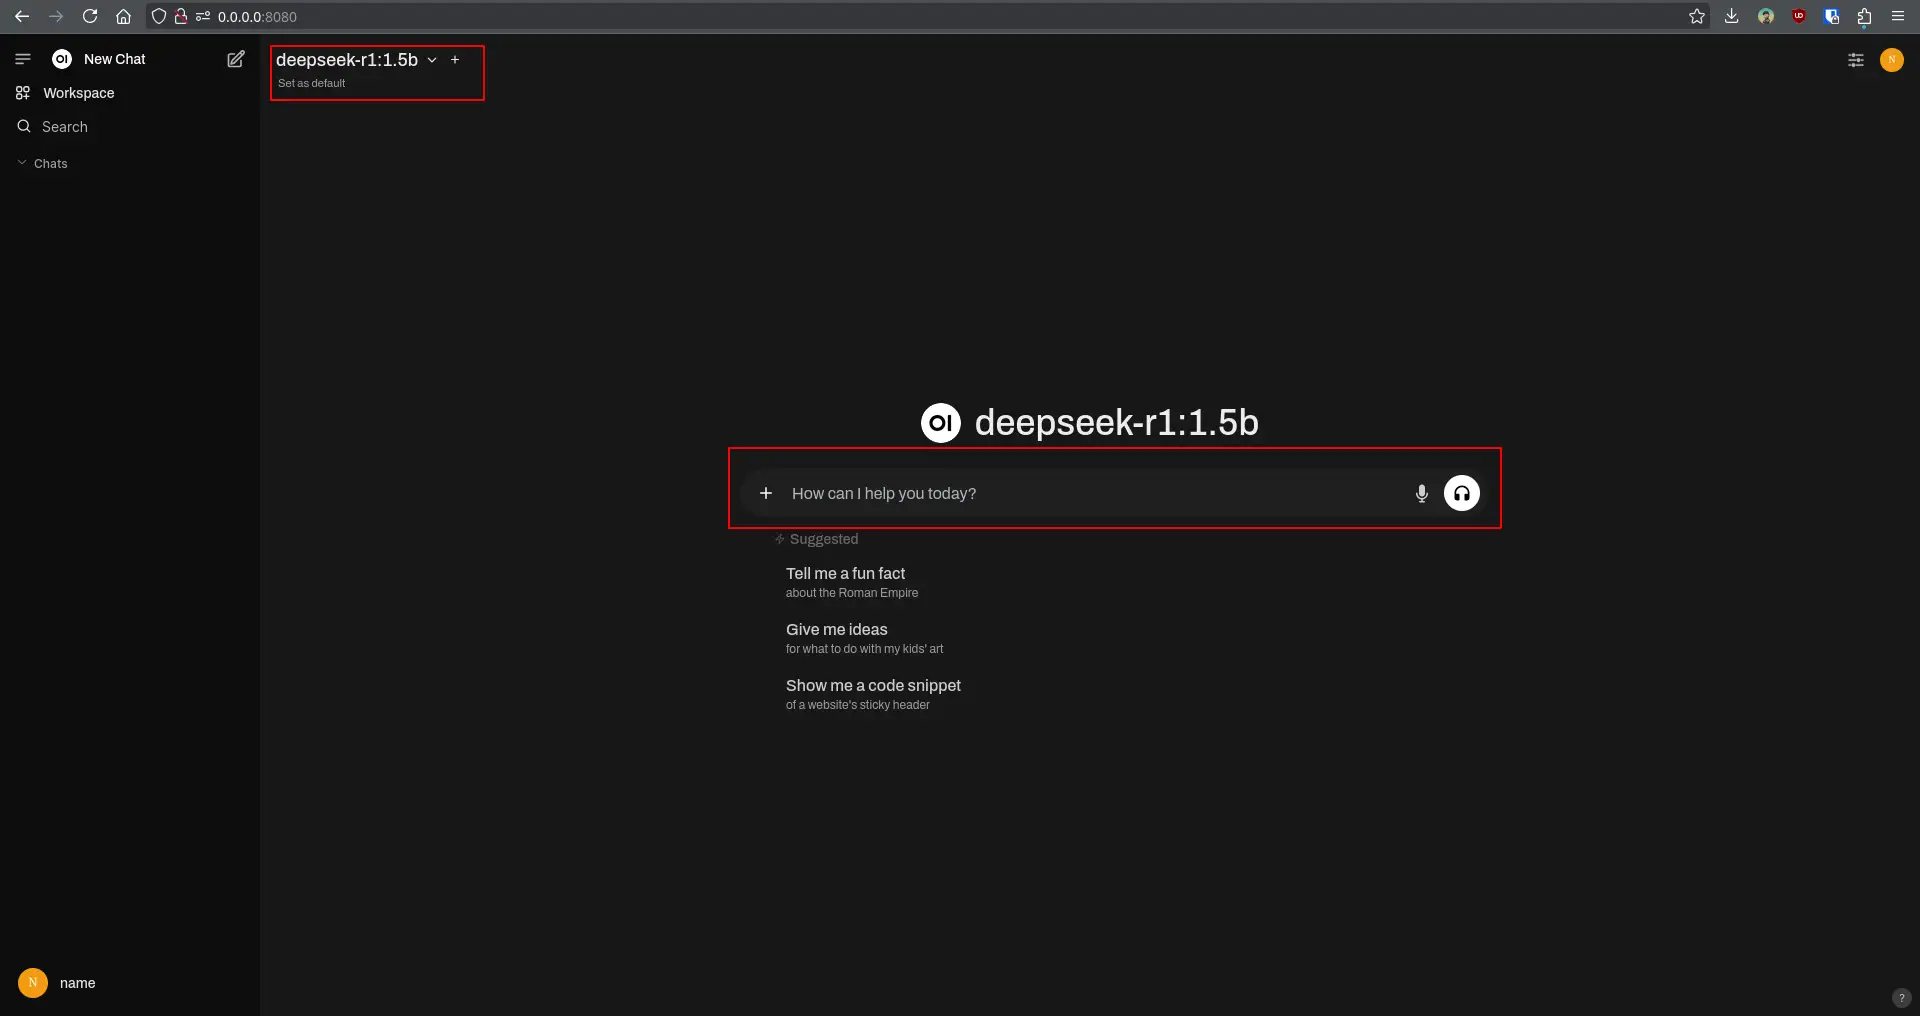 0.0.0.0:8080
OI New Chat
Workspace
Search
Chats
deepseek-r1:1.5b
Set as default
N
OI deepseek-r1:1.5b
How can I help you today?
Suggested
Tell me a fun fact
about the Roman Empire
Give me ideas
for what to do with my kids' art
Show me a code snippet
of a website's sticky header
N name
?